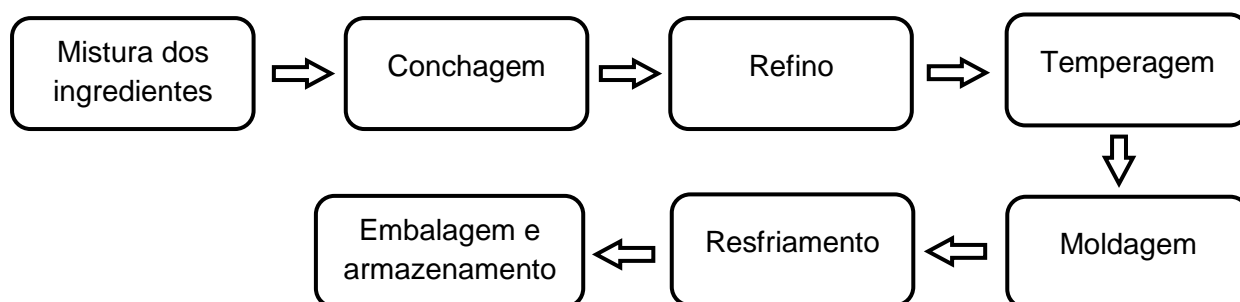 Mistura dos
ingredientes
Conchagem
Refino
Temperagem
Moldagem
Resfriamento
Embalagem e
armazenamento